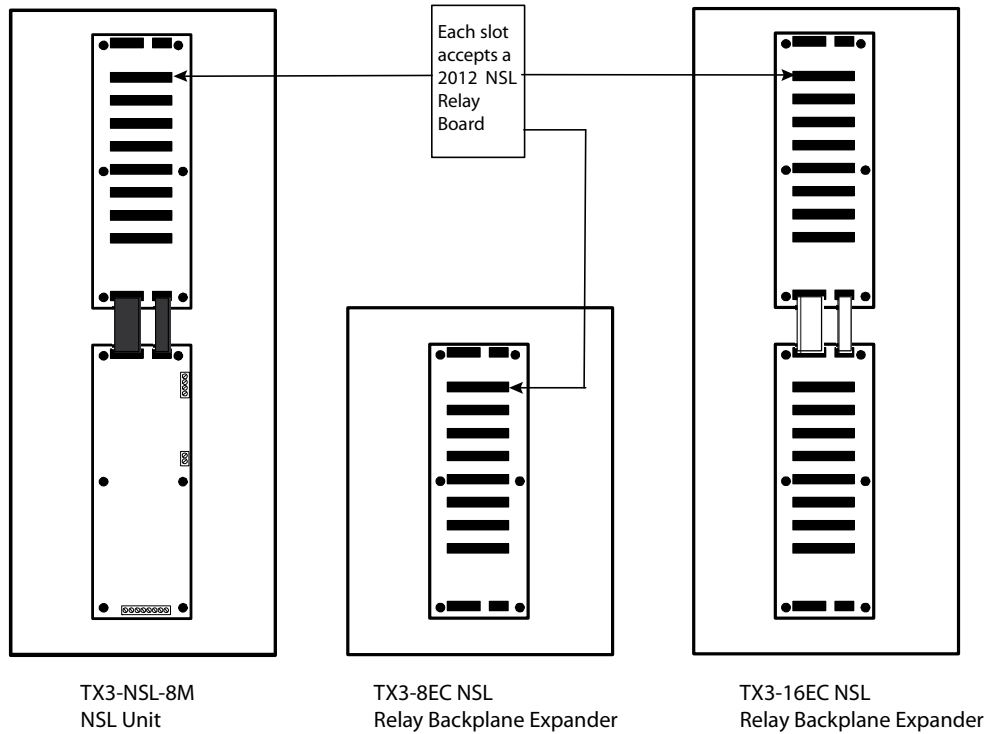 Each slot
accepts a
2012 NSL
Relay
Board
TX3-NSL-8M
NSL Unit
TX3-8EC NSL
Relay Backplane Expander
TX3-16EC NSL
Relay Backplane Expander